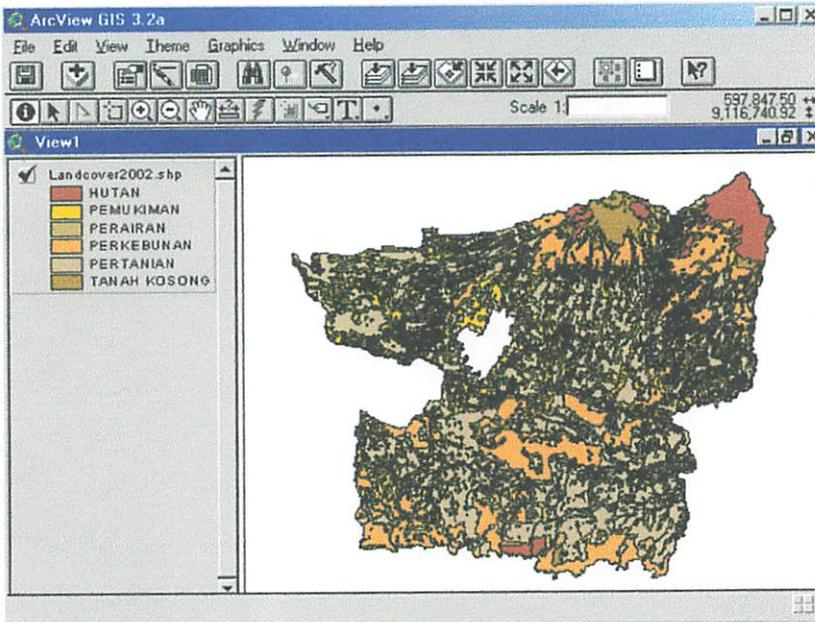 ArcView GIS 3.2a
File Edit View Theme Graphics Window Help
Scale 1:
597,847.50
9,116,740.92
View1
Landcover2002.shp
HUTAN
PEMUKIMAN
PERAIRAN
PERKEBUNAN
PERTANIAN
TANAH KOSONG